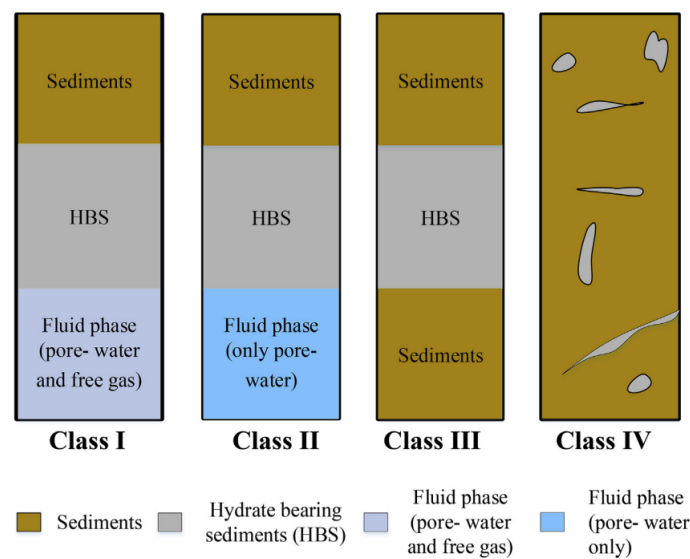 Sediments
HBS
Fluid phase
(pore- water
and free gas)
Class I
Sediments
HBS
Fluid phase
(only pore-
water)
Class II
Sediments
HBS
Sediments
Class III
Class IV
Sediments
Hydrate bearing
sediments (HBS)
Fluid phase
(pore- water
and free gas)
Fluid phase
(pore- water
only)